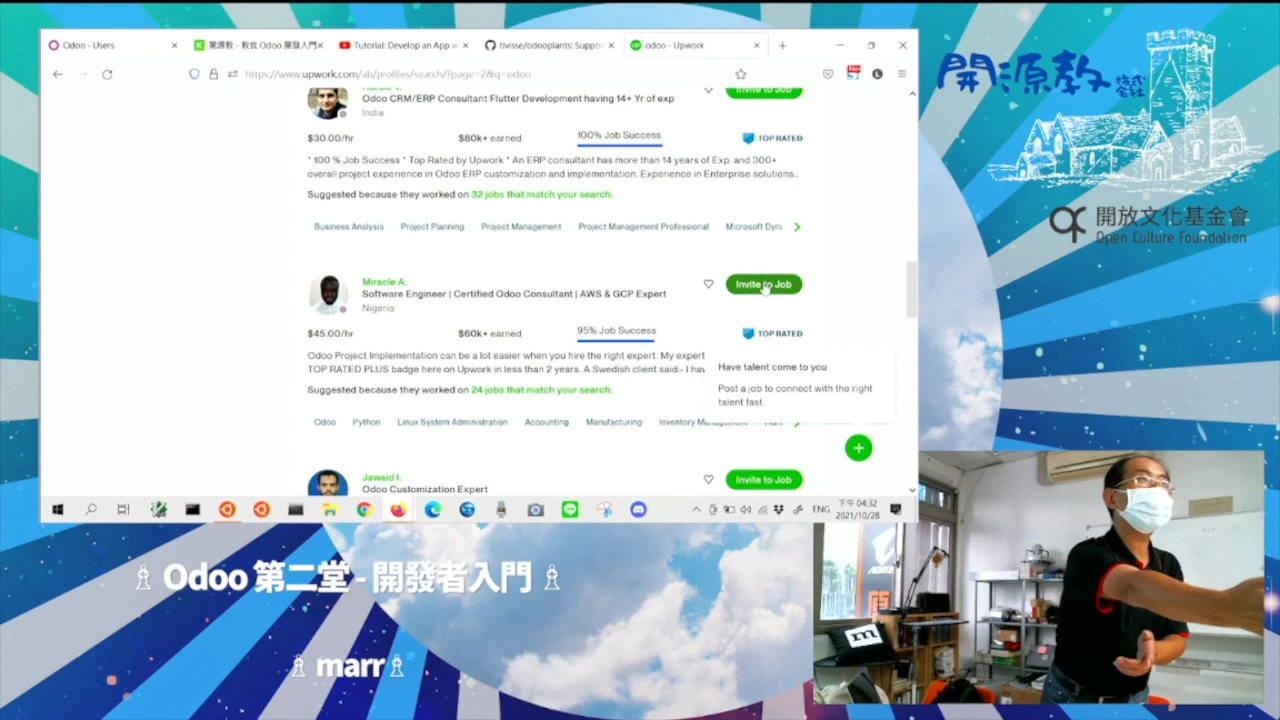 Odoo - Users
開源教 - 教我 Odoo 開發入門
Tutorial: Develop an App w
tivisse/odooplants: Suppor
odoo - Upwork
https://www.upwork.com/ab/profiles/search/?page=2&q=odoo
New
Invite to Job
Odoo CRM/ERP Consultant Flutter Development having 14+ Yr of exp
India
$30.00/hr
$80k+ earned
100% Job Success
TOP RATED
* 100 % Job Success * Top Rated by Upwork * An ERP consultant has more than 14 years of Exp. and 300+
overall project experience in Odoo ERP customization and implementation. Experience in Enterprise solutions...
Suggested because they worked on 32 jobs that match your search.
Business Analysis
Project Planning
Project Management
Project Management Professional
Microsoft Dyn
Miracle A.
Invite to Job
Software Engineer | Certified Odoo Consultant | AWS & GCP Expert
Nigeria
$45.00/hr
$60k+ earned
95% Job Success
TOP RATED
Odoo Project Implementation can be a lot easier when you hire the right expert. My expert
TOP RATED PLUS badge here on Upwork in less than 2 years. A Swedish client said:- I hav
Suggested because they worked on 24 jobs that match your search.
Odoo
Python
Linux System Administration
Accounting
Manufacturing
Inventory
Have talent come to you
Post a job to connect with the right
talent fast.
Jawaid I.
Invite to Job
Odoo Customization Expert
ENG
下午 04:32
2021/10/28
開源教
株式
会社
開放文化基金會
Open Culture Foundation
Odoo 第二堂 - 開發者入門
marr
m